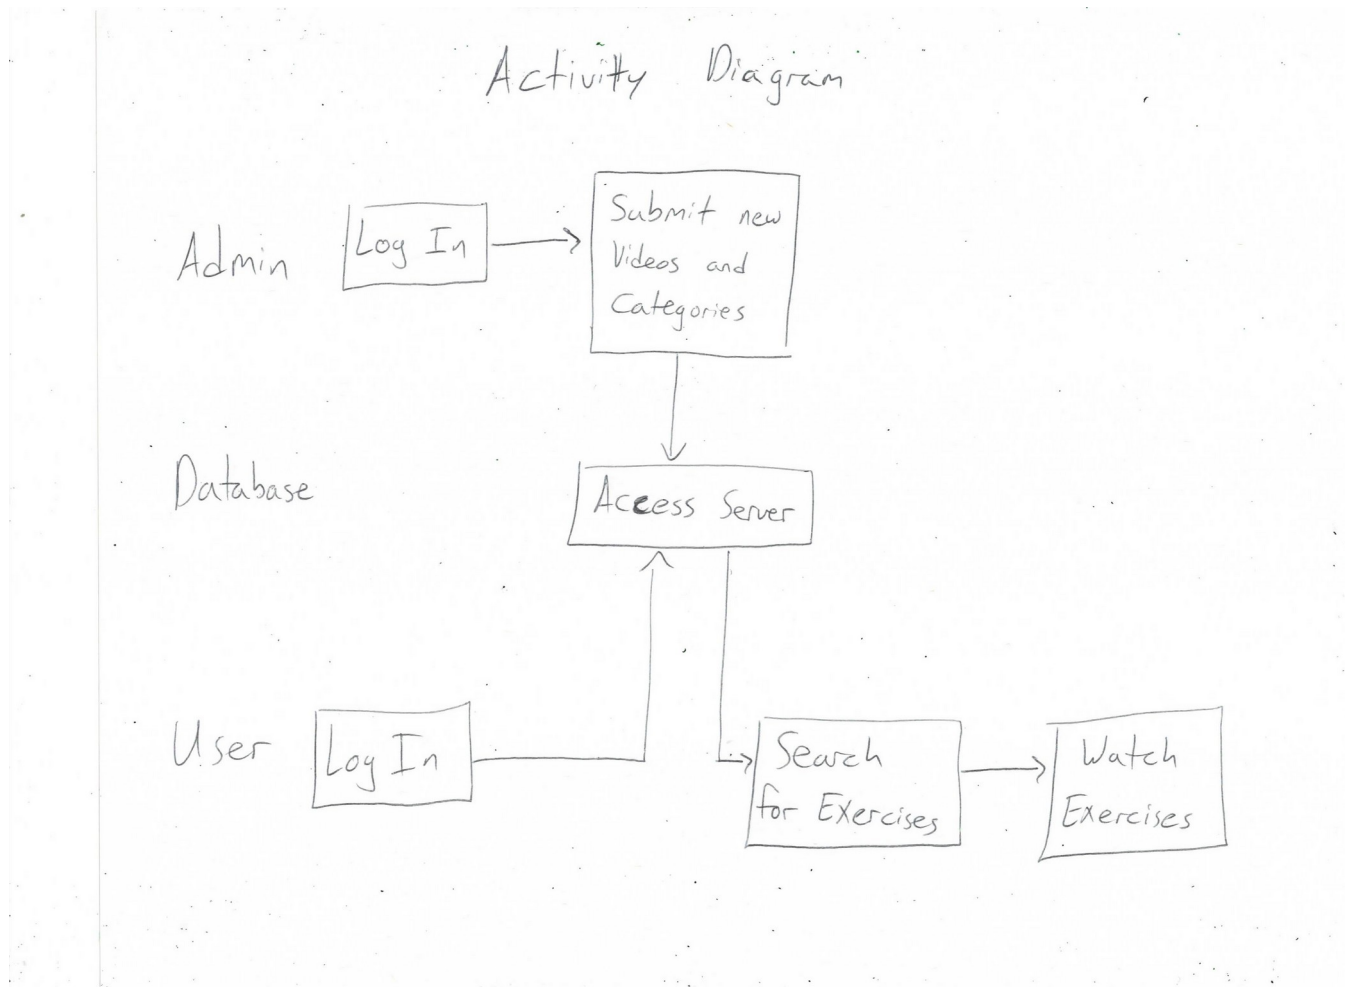 Activity Diagram
Admin
Log In
Submit new
Videos and
Categories
Database
Access Server
User
Log In
Search
for Exercises
Watch
Exercises